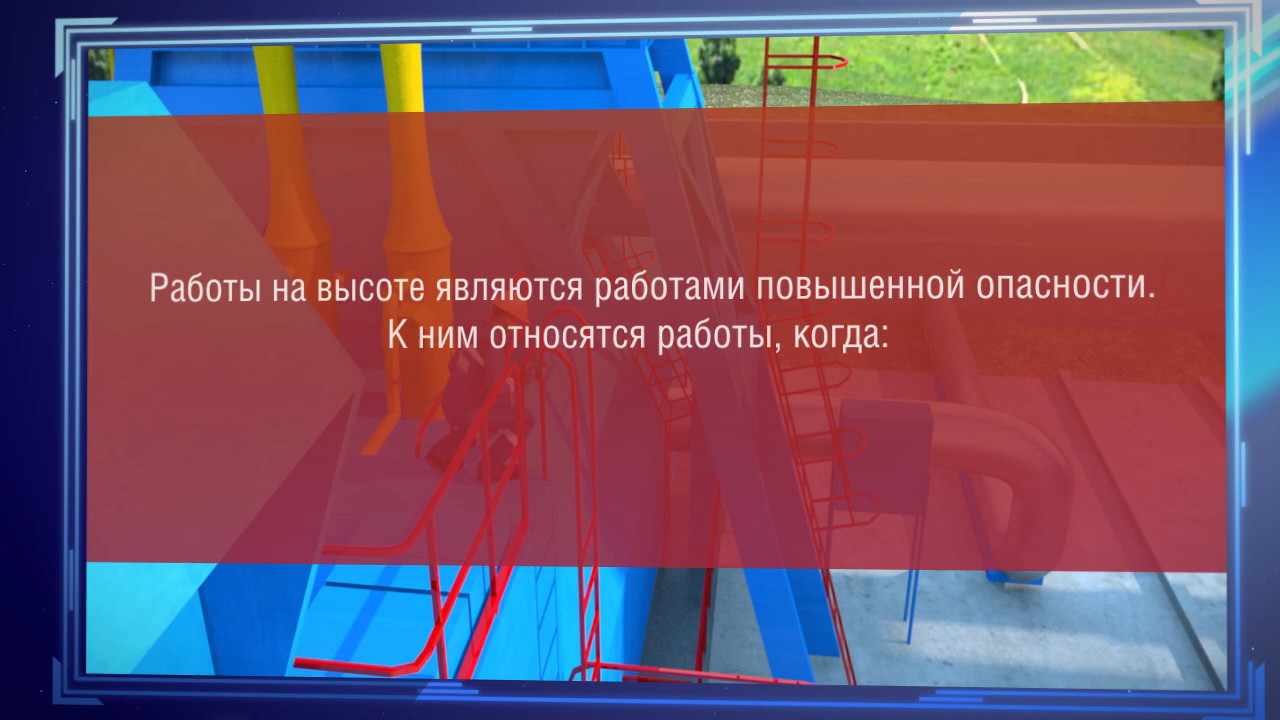 Работы на высоте являются работами повышенной опасности.
К ним относятся работы, когда: